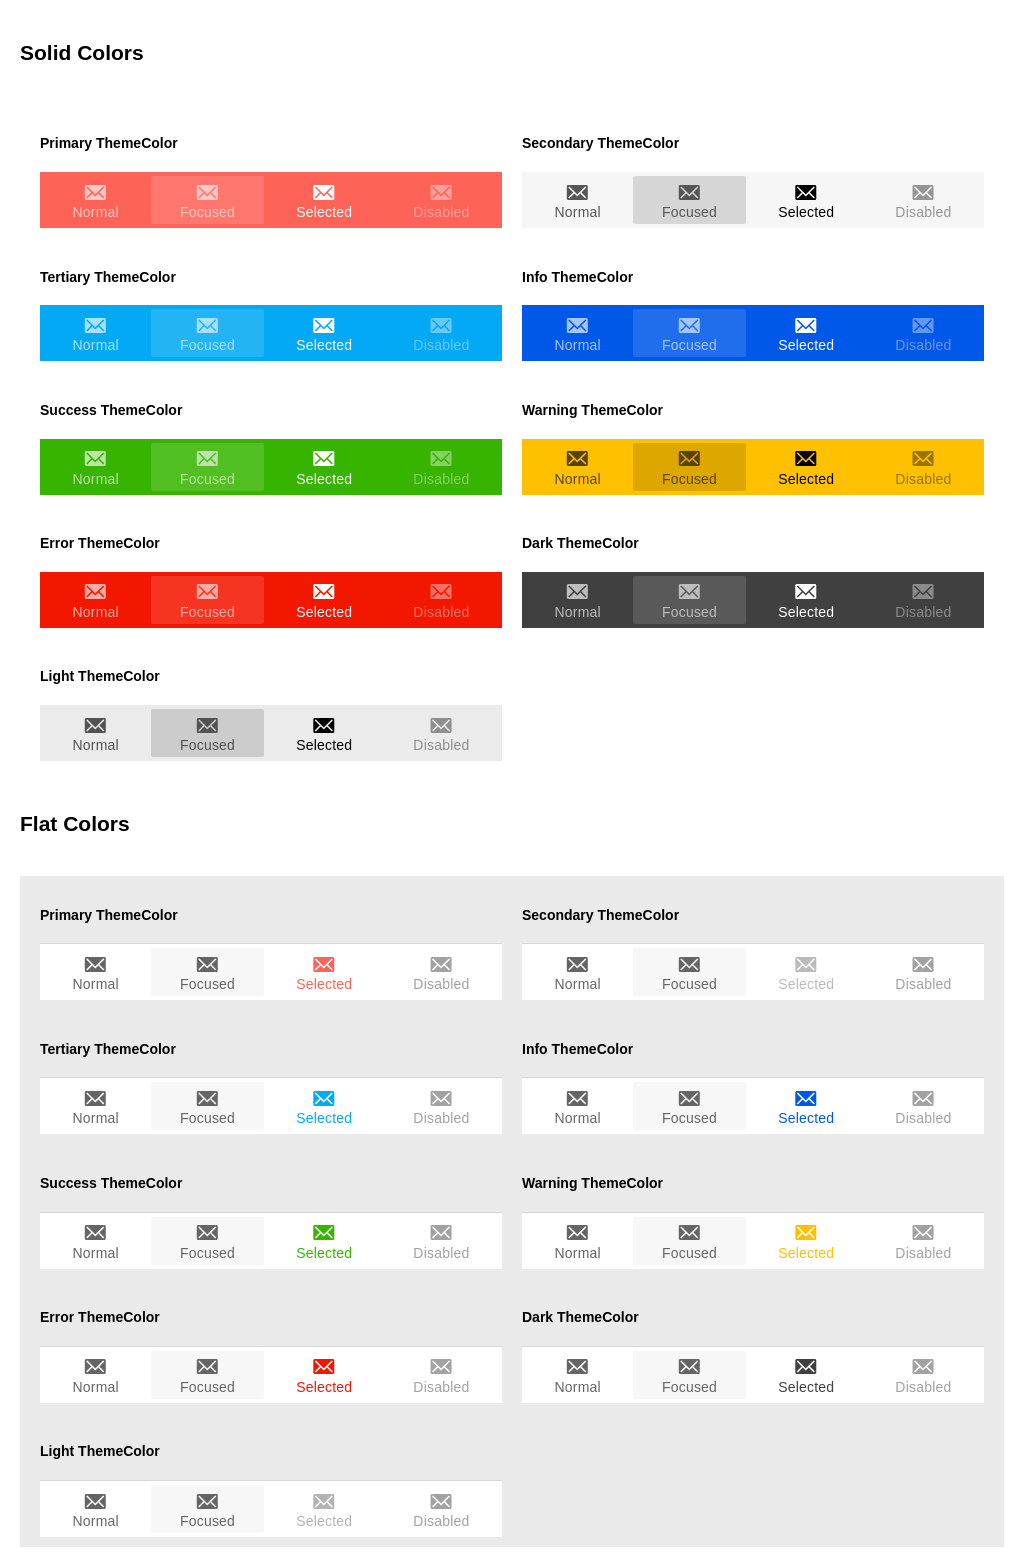 Solid Colors
Primary ThemeColor
Secondary ThemeColor
Normal Focused Selected Disabled
Normal Focused Selected Disabled
Tertiary ThemeColor
Info ThemeColor
Normal Focused Selected Disabled
Normal Focused Selected Disabled
Success ThemeColor
Warning ThemeColor
Normal Focused Selected Disabled
Normal Focused Selected Disabled
Error ThemeColor
Dark ThemeColor
Normal Focused Selected Disabled
Normal Focused Selected Disabled
Light ThemeColor
Normal Focused Selected Disabled
Flat Colors
Primary ThemeColor
Secondary ThemeColor
Normal Focused Selected Disabled
Normal Focused Selected Disabled
Tertiary ThemeColor
Info ThemeColor
Normal Focused Selected Disabled
Normal Focused Selected Disabled
Success ThemeColor
Warning ThemeColor
Normal Focused Selected Disabled
Normal Focused Selected Disabled
Error ThemeColor
Dark ThemeColor
Normal Focused Selected Disabled
Normal Focused Selected Disabled
Light ThemeColor
Normal Focused Selected Disabled